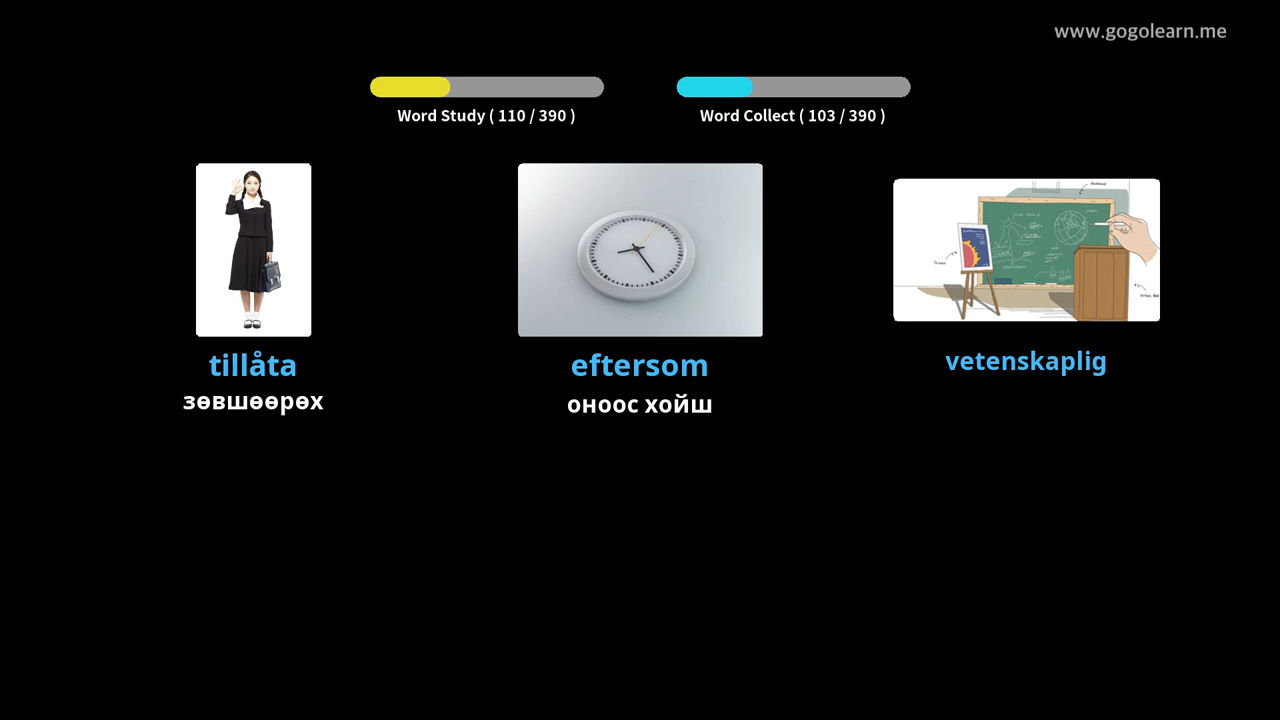 www.gogolearn.me
Word Study ( 110 / 390 )
Word Collect ( 103 / 390 )
tillåta
eftersom
vetenskaplig
зөвшөөрөх
оноос хойш